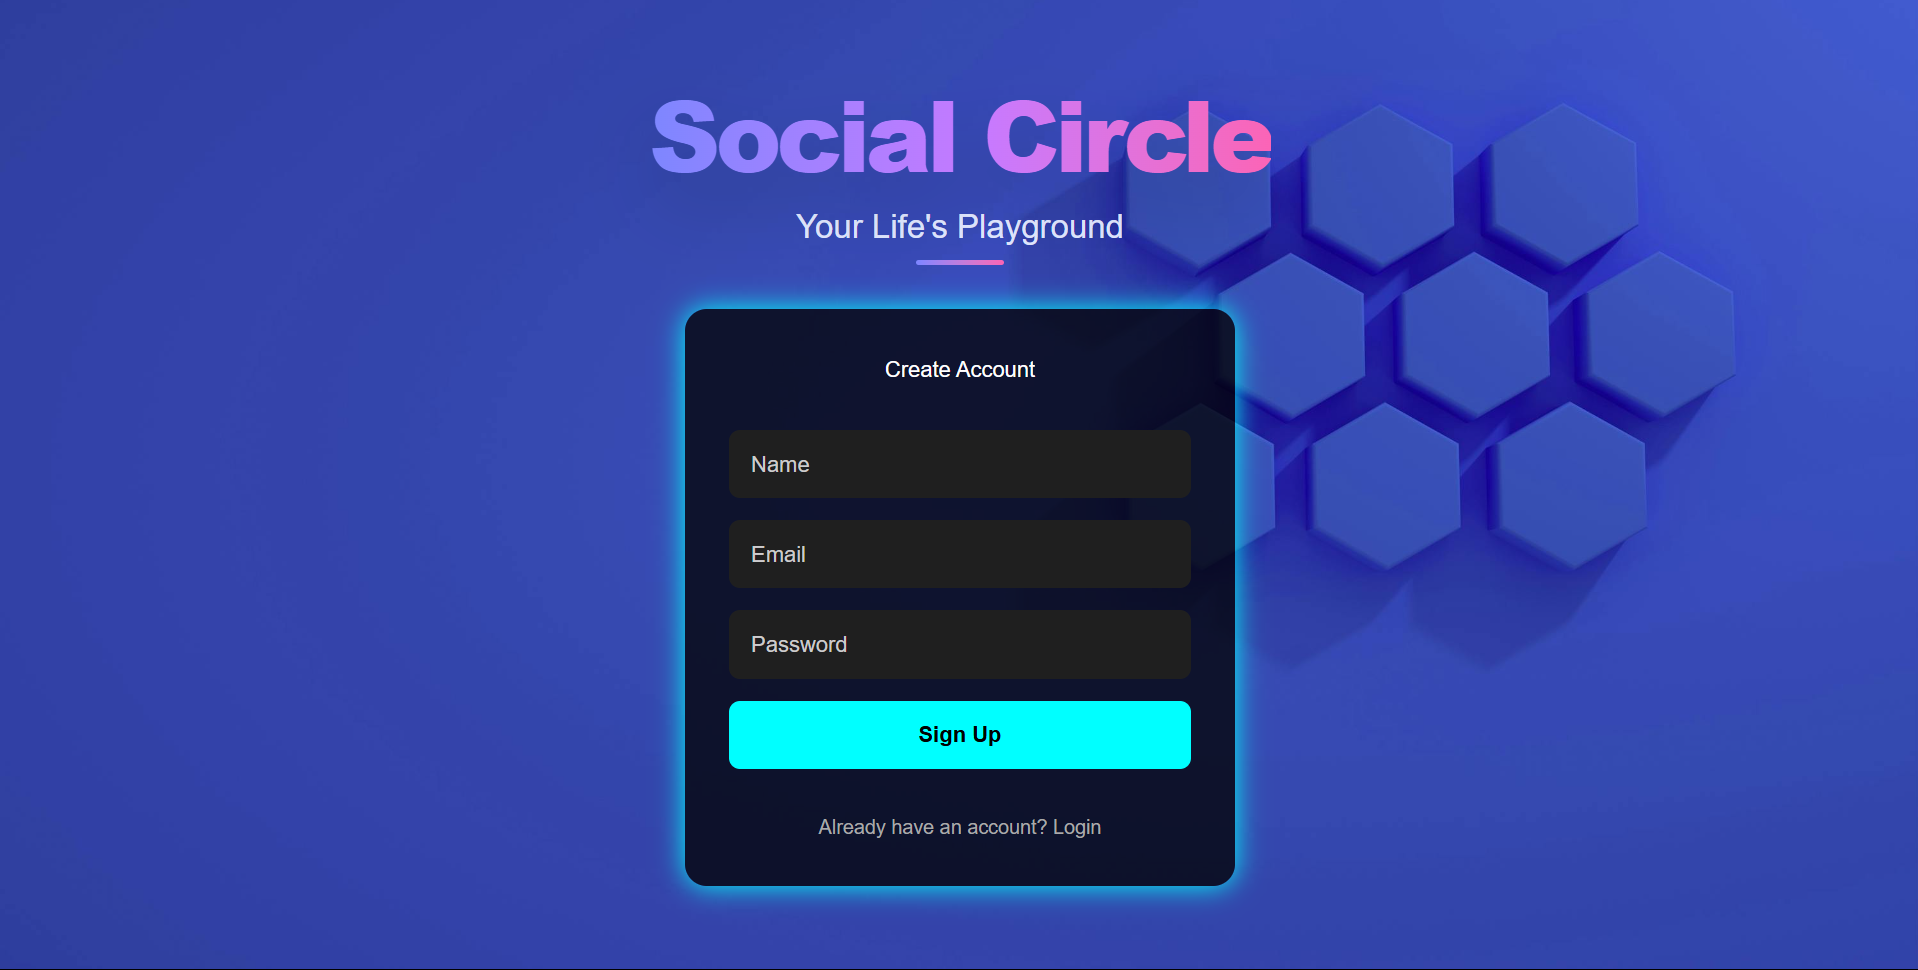 Social Circle
Your Life's Playground
Create Account
Name
Email
Password
Sign Up
Already have an account? Login